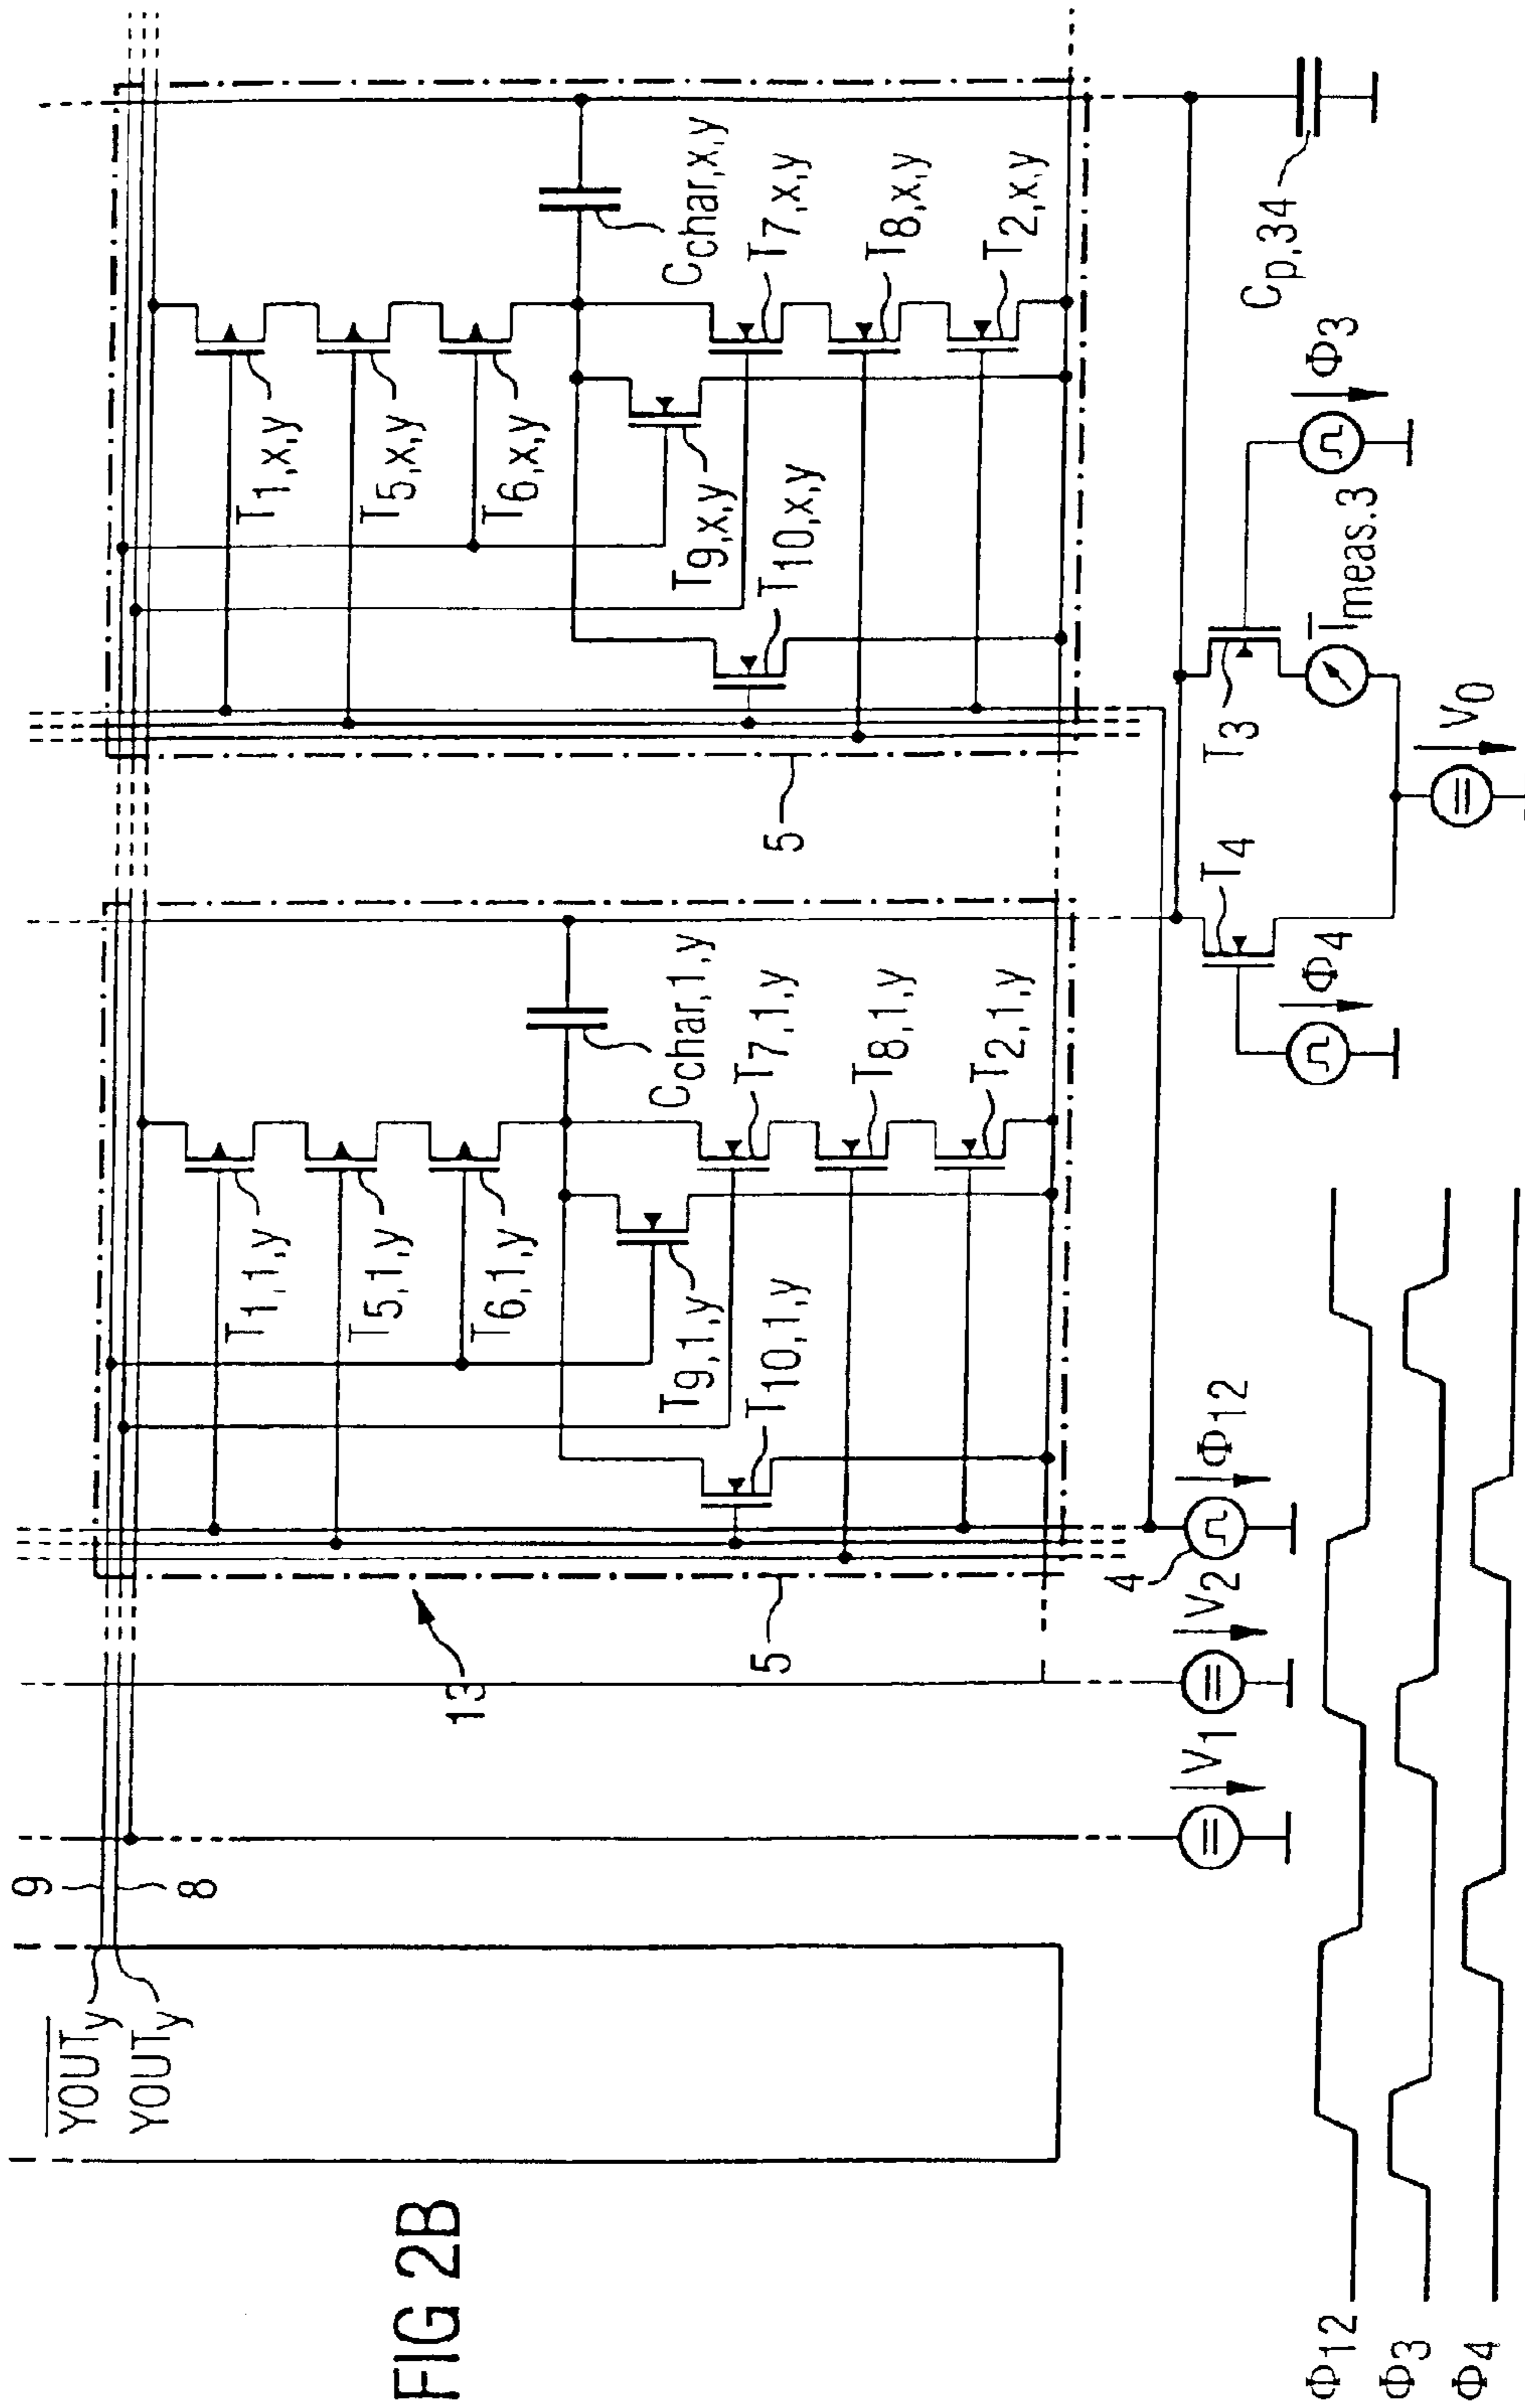 FIG 2B
YOUTy
YOUTy
9
8
13
5
5
T1,1,y
T5,1,y
T6,1,y
T9,1,y
T10,1,y
Cchar,1,y
T7,1,y
T8,1,y
T2,1,y
T1,x,y
T5,x,y
T6,x,y
T9,x,y
T10,x,y
Cchar,x,y
T7,x,y
T8,x,y
T2,x,y
V1
V2
4
Φ12
Φ4
T4
T3
Imeas.3
Φ3
V0
Cp,34
Φ12
Φ3
Φ4